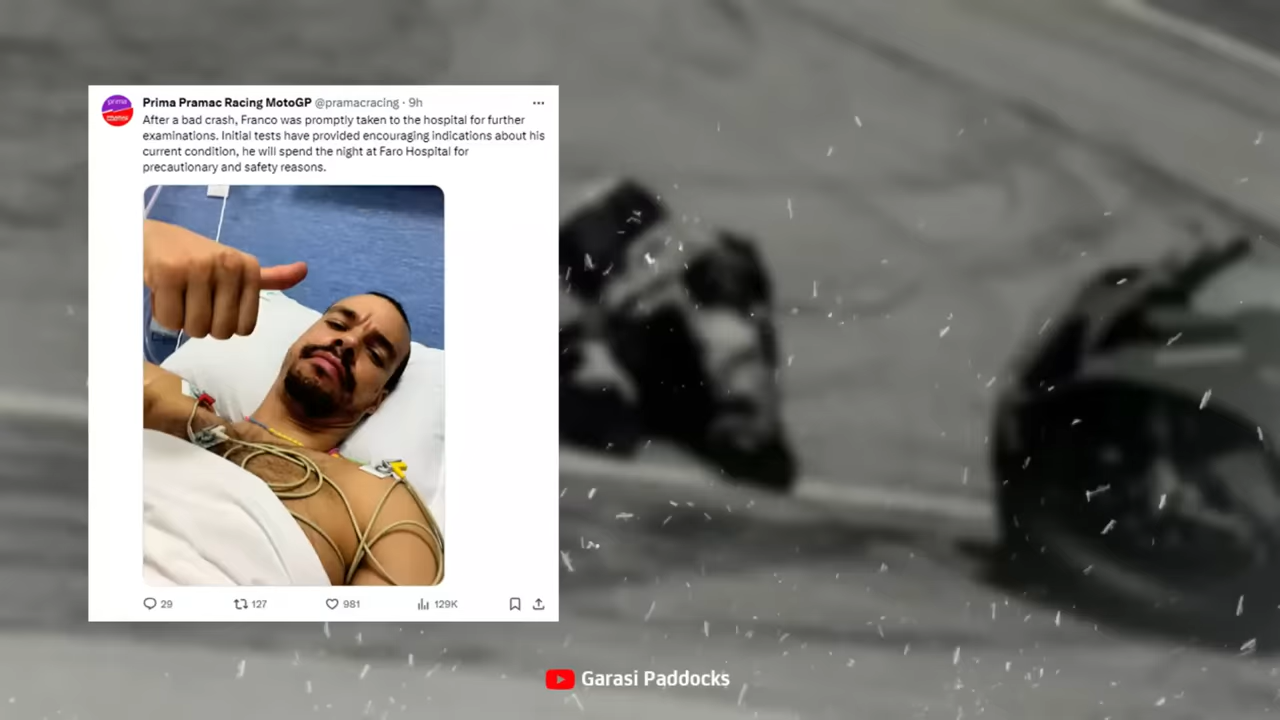 Prima Pramac Racing MotoGP @pramacracing · 9h
After a bad crash, Franco was promptly taken to the hospital for further
examinations. Initial tests have provided encouraging indications about his
current condition, he will spend the night at Faro Hospital for
precautionary and safety reasons.
29 127 981 129K
Garasi Paddocks